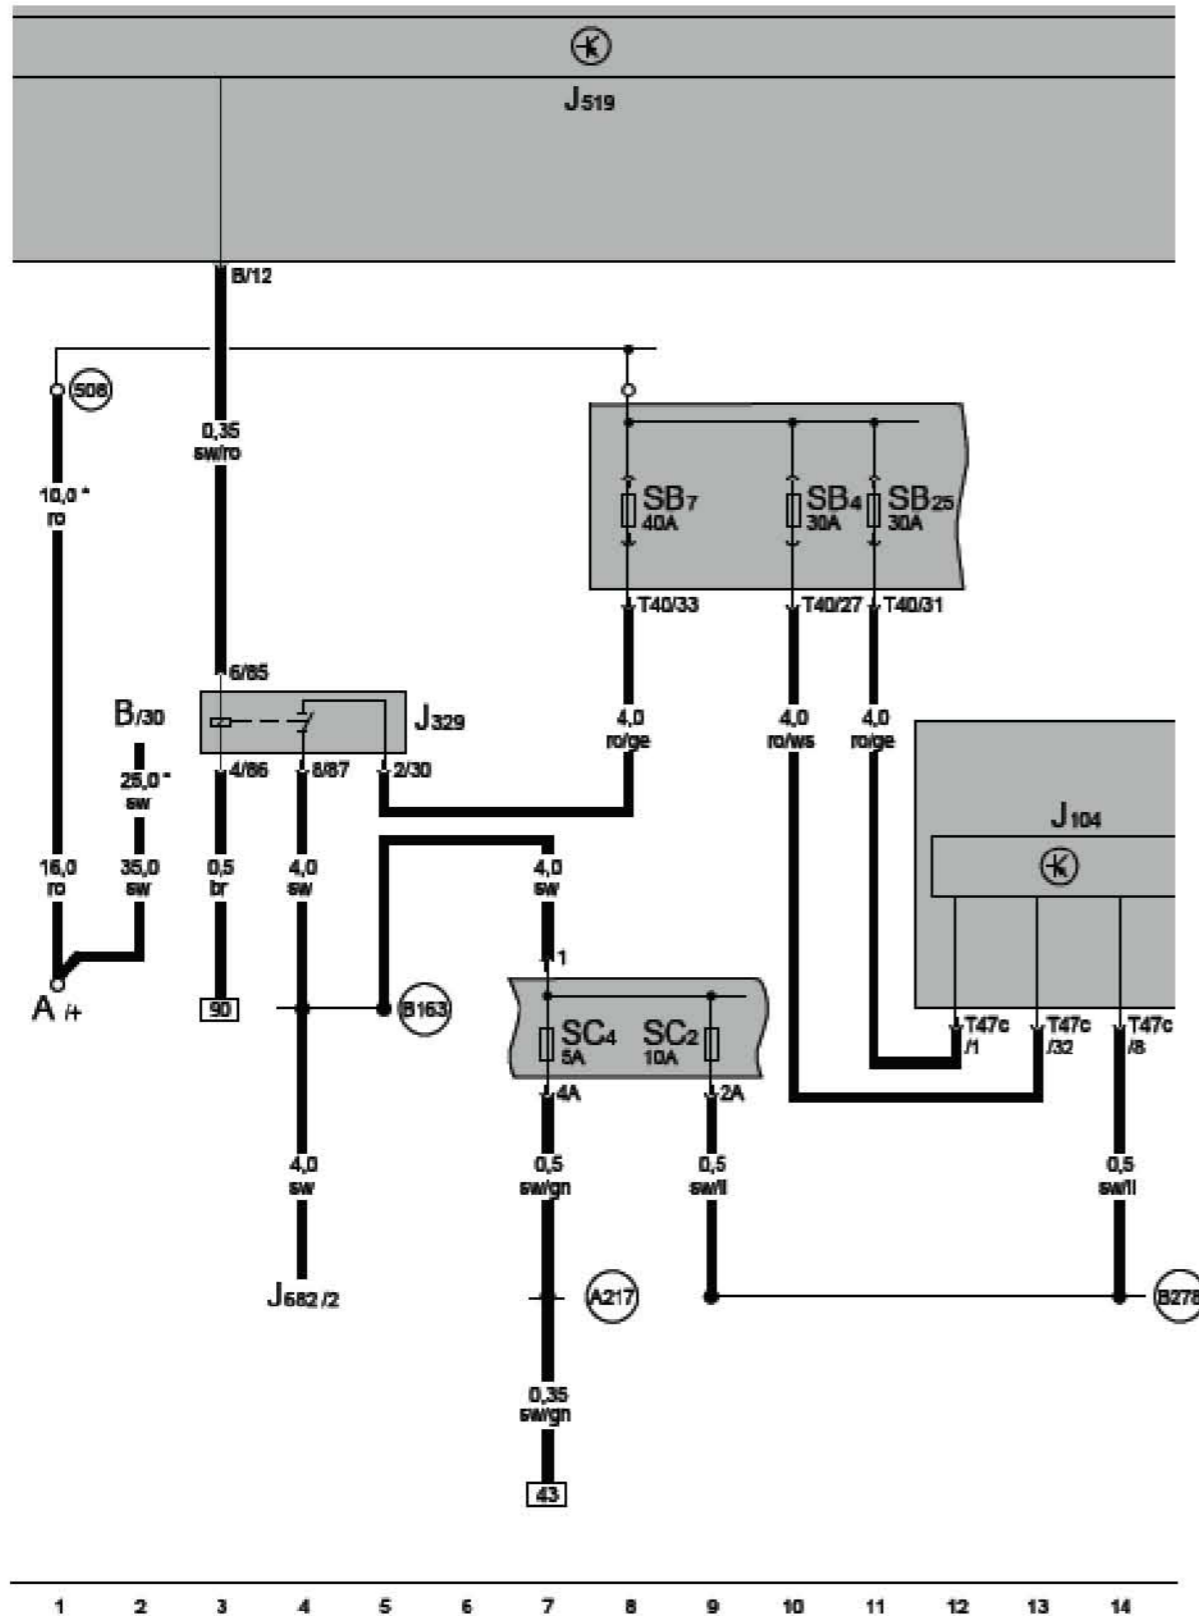 J519
B/12
508
0,35
sw/ro
10,0 *
ro
SB7
40A
SB4
30A
SB25
30A
T40/33
T40/27
T40/31
6/85
B/30
J329
4,0
ro/ge
4,0
ro/ws
4,0
ro/ge
4/86
8/87
2/30
25,0 *
sw
J104
16,0
ro
35,0
sw
0,5
br
4,0
sw
4,0
sw
1
A /+
90
B163
SC4
5A
SC2
10A
T47c
/1
T47c
/32
T47c
/8
4A
2A
4,0
sw
0,5
sw/gn
0,5
sw/li
0,5
sw/li
J682 /2
A217
B278
0,35
sw/gn
43
1 2 3 4 5 6 7 8 9 10 11 12 13 14